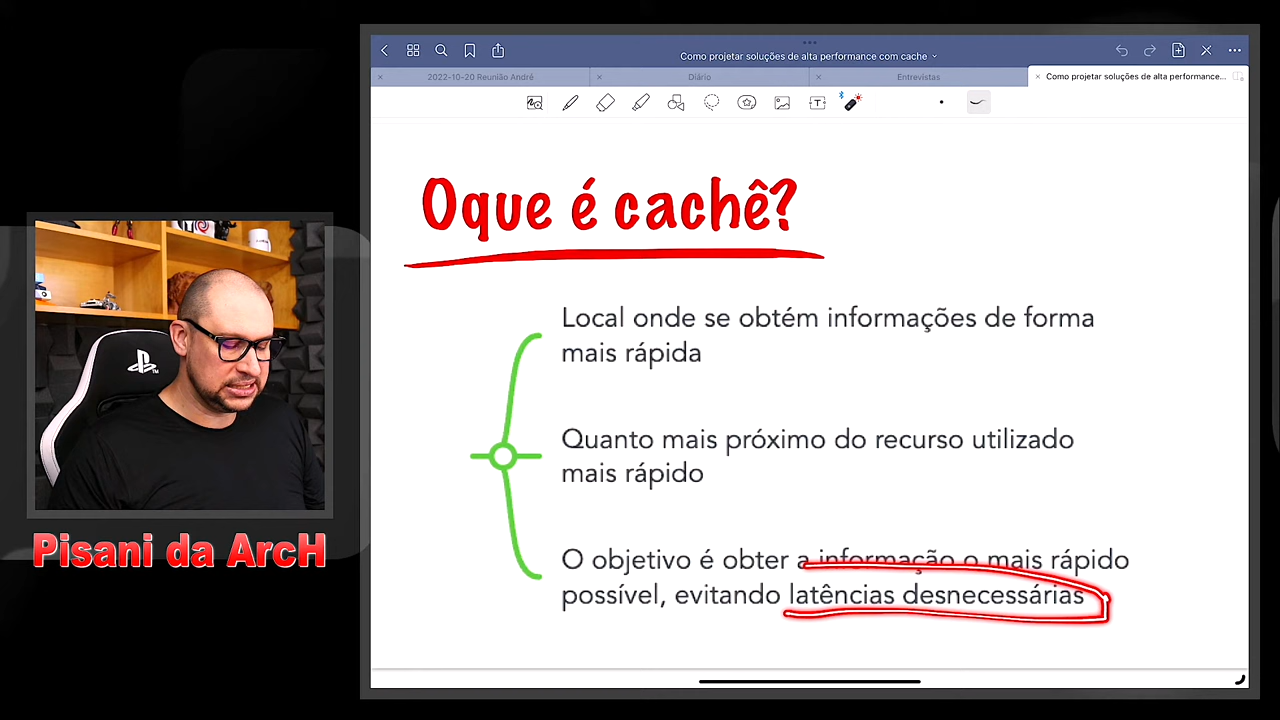 Como projetar soluções de alta performance com cache
2022-10-20 Reunião André
Diário
Entrevistas
Como projetar soluções de alta performance...
Oque é cachê?
Local onde se obtém informações de forma
mais rápida
Quanto mais próximo do recurso utilizado
mais rápido
O objetivo é obter a informação o mais rápido
possível, evitando latências desnecessárias
Pisani da ArcH